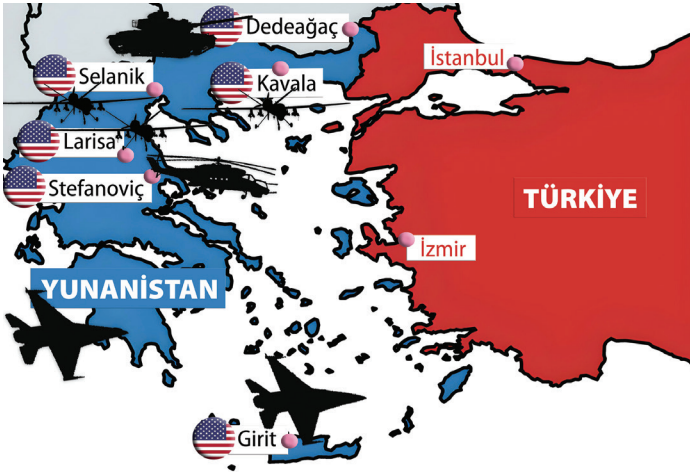 Dedeağaç
İstanbul
Selanik
Kavala
Larisa
Stefanoviç
TÜRKİYE
İzmir
YUNANİSTAN
Girit